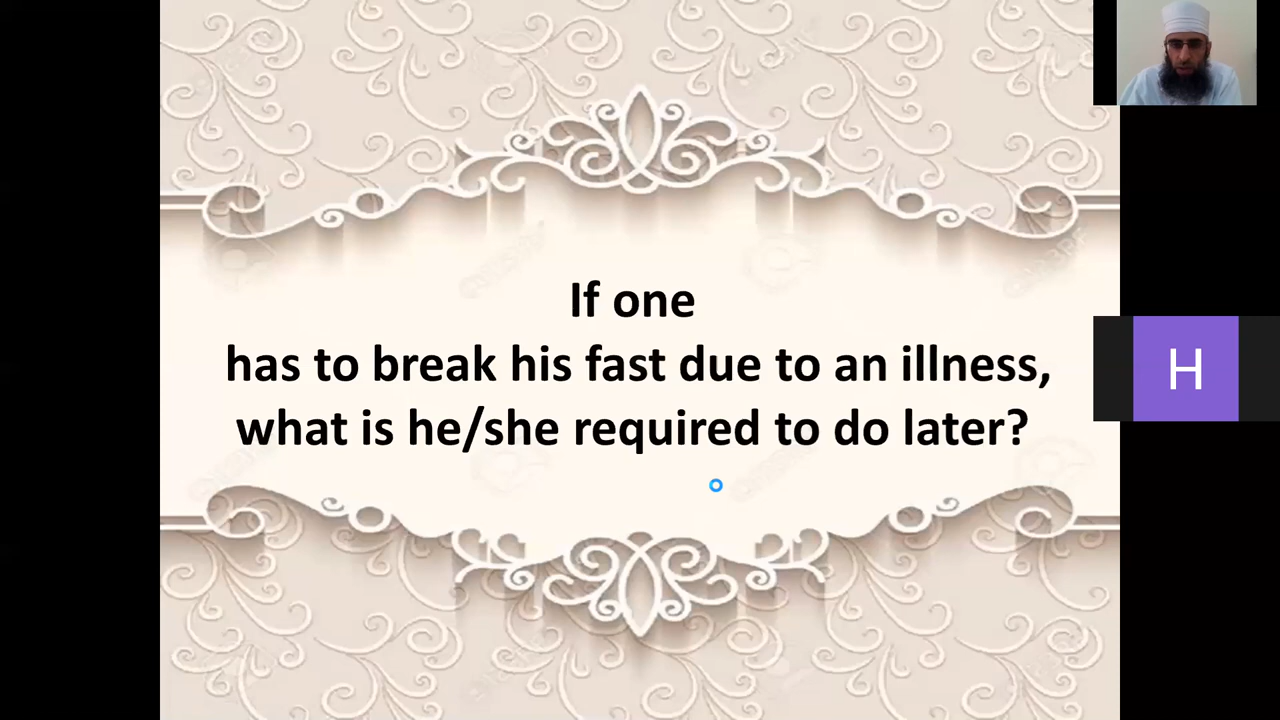 If one
has to break his fast due to an illness,
what is he/she required to do later?
H